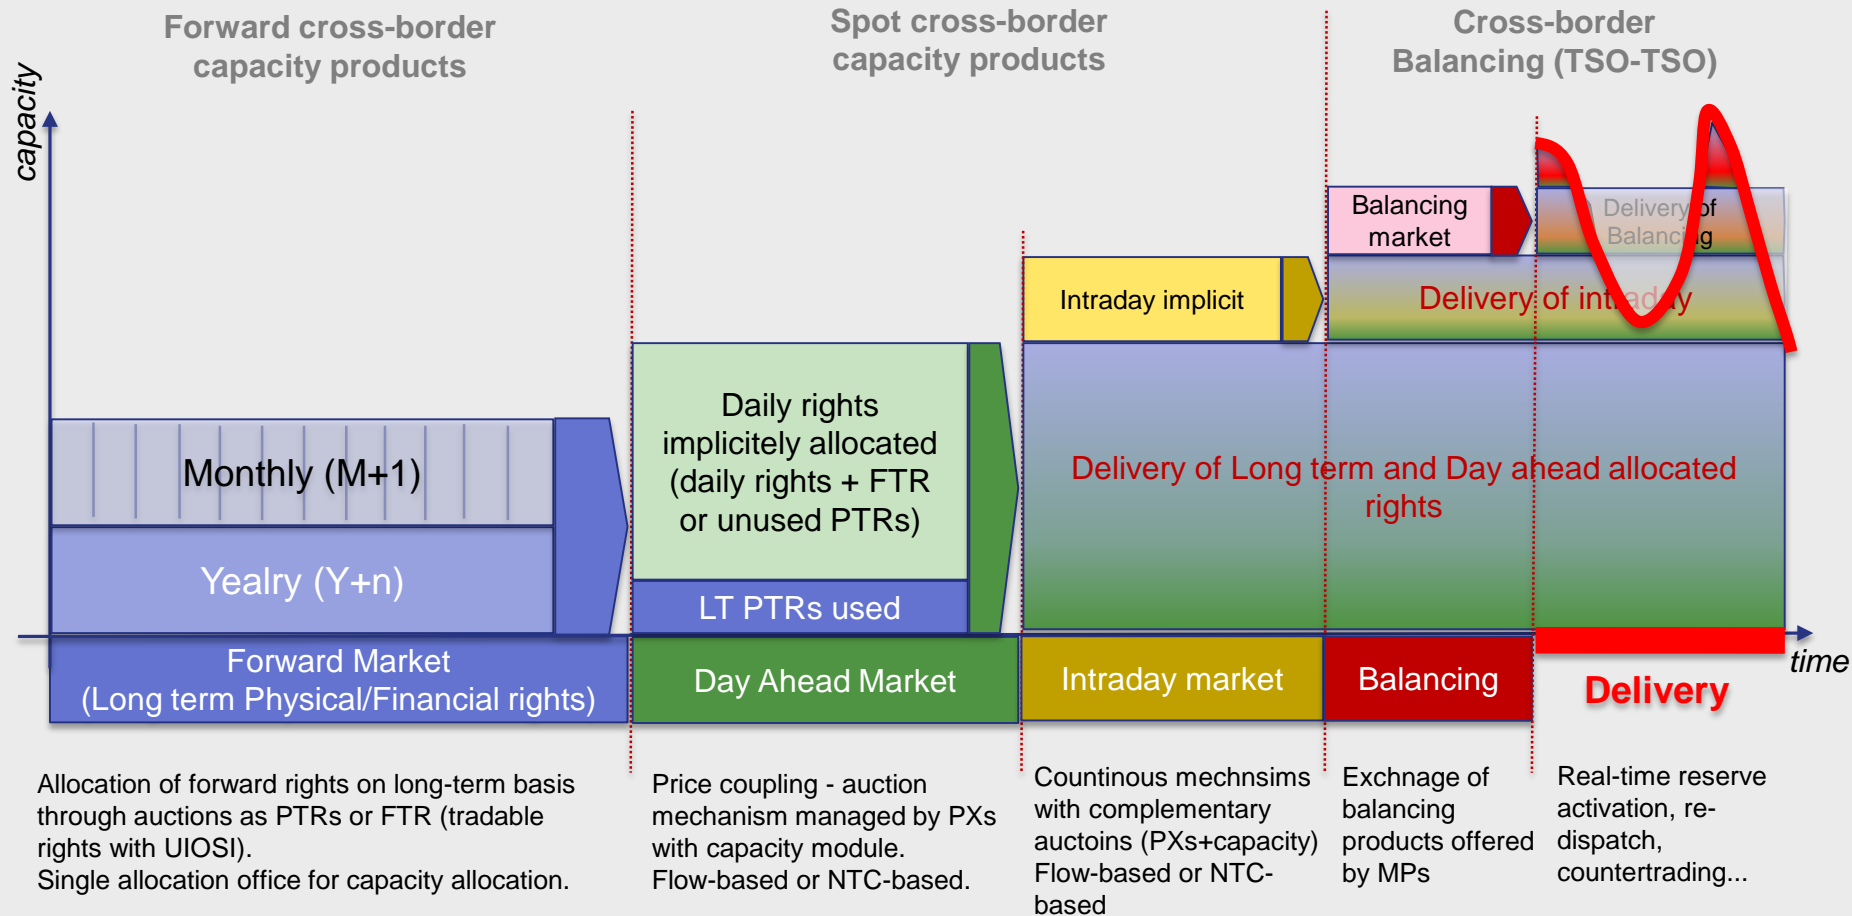 Forward cross-border
capacity products
Spot cross-border
capacity products
Cross-border
Balancing (TSO-TSO)
capacity
Balancing
market
Delivery of
Balancing
Intraday implicit
Delivery of intraday
Daily rights
implicitely allocated
(daily rights + FTR
or unused PTRs)
Monthly (M+1)
Delivery of Long term and Day ahead allocated
rights
Yealry (Y+n)
LT PTRs used
time
Forward Market
(Long term Physical/Financial rights)
Day Ahead Market
Intraday market
Balancing
Delivery
Allocation of forward rights on long-term basis
through auctions as PTRs or FTR (tradable
rights with UIOSI).
Single allocation office for capacity allocation.
Price coupling - auction
mechanism managed by PXs
with capacity module.
Flow-based or NTC-based.
Countinous mechnsims
with complementary
auctoins (PXs+capacity)
Flow-based or NTC-
based
Exchnage of
balancing
products offered
by MPs
Real-time reserve
activation, re-
dispatch,
countertrading...